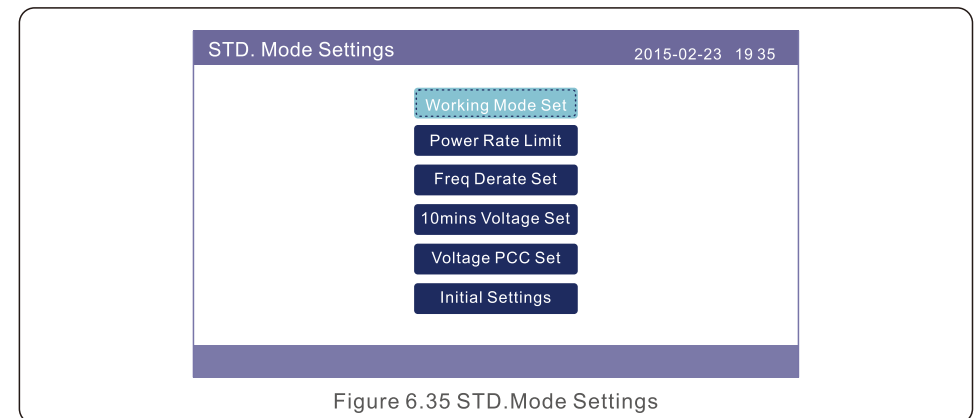 STD. Mode Settings 2015-02-23 19 35
Working Mode Set
Power Rate Limit
Freq Derate Set
10mins Voltage Set
Voltage PCC Set
Initial Settings
Figure 6.35 STD.Mode Settings